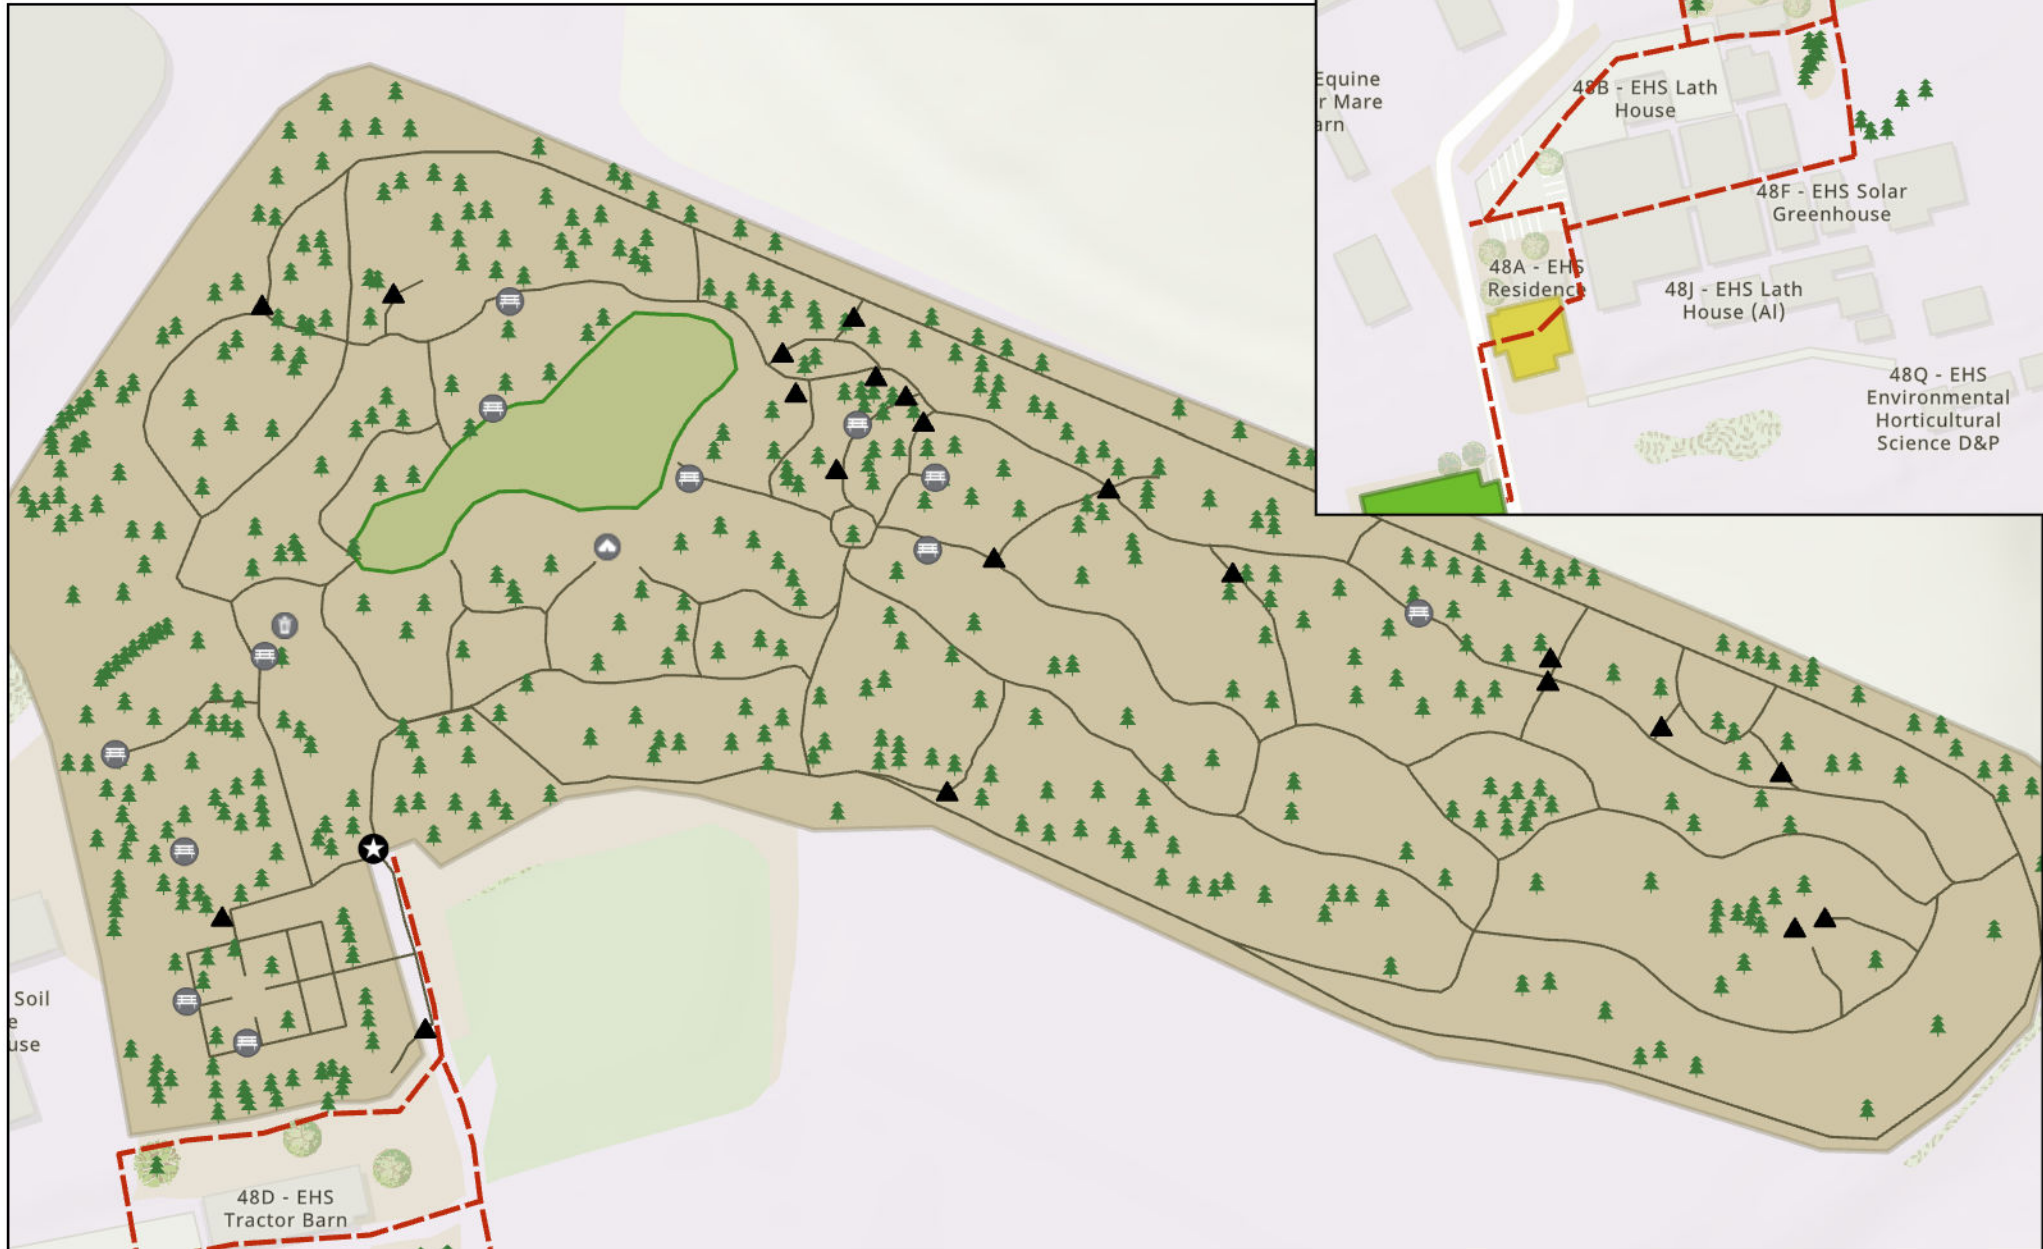 Equine
r Mare
arn
48B - EHS Lath
House
48F - EHS Solar
Greenhouse
48A - EHS
Residence
48J - EHS Lath
House (AI)
48Q - EHS
Environmental
Horticultural
Science D&P
Soil
e
use
48D - EHS
Tractor Barn